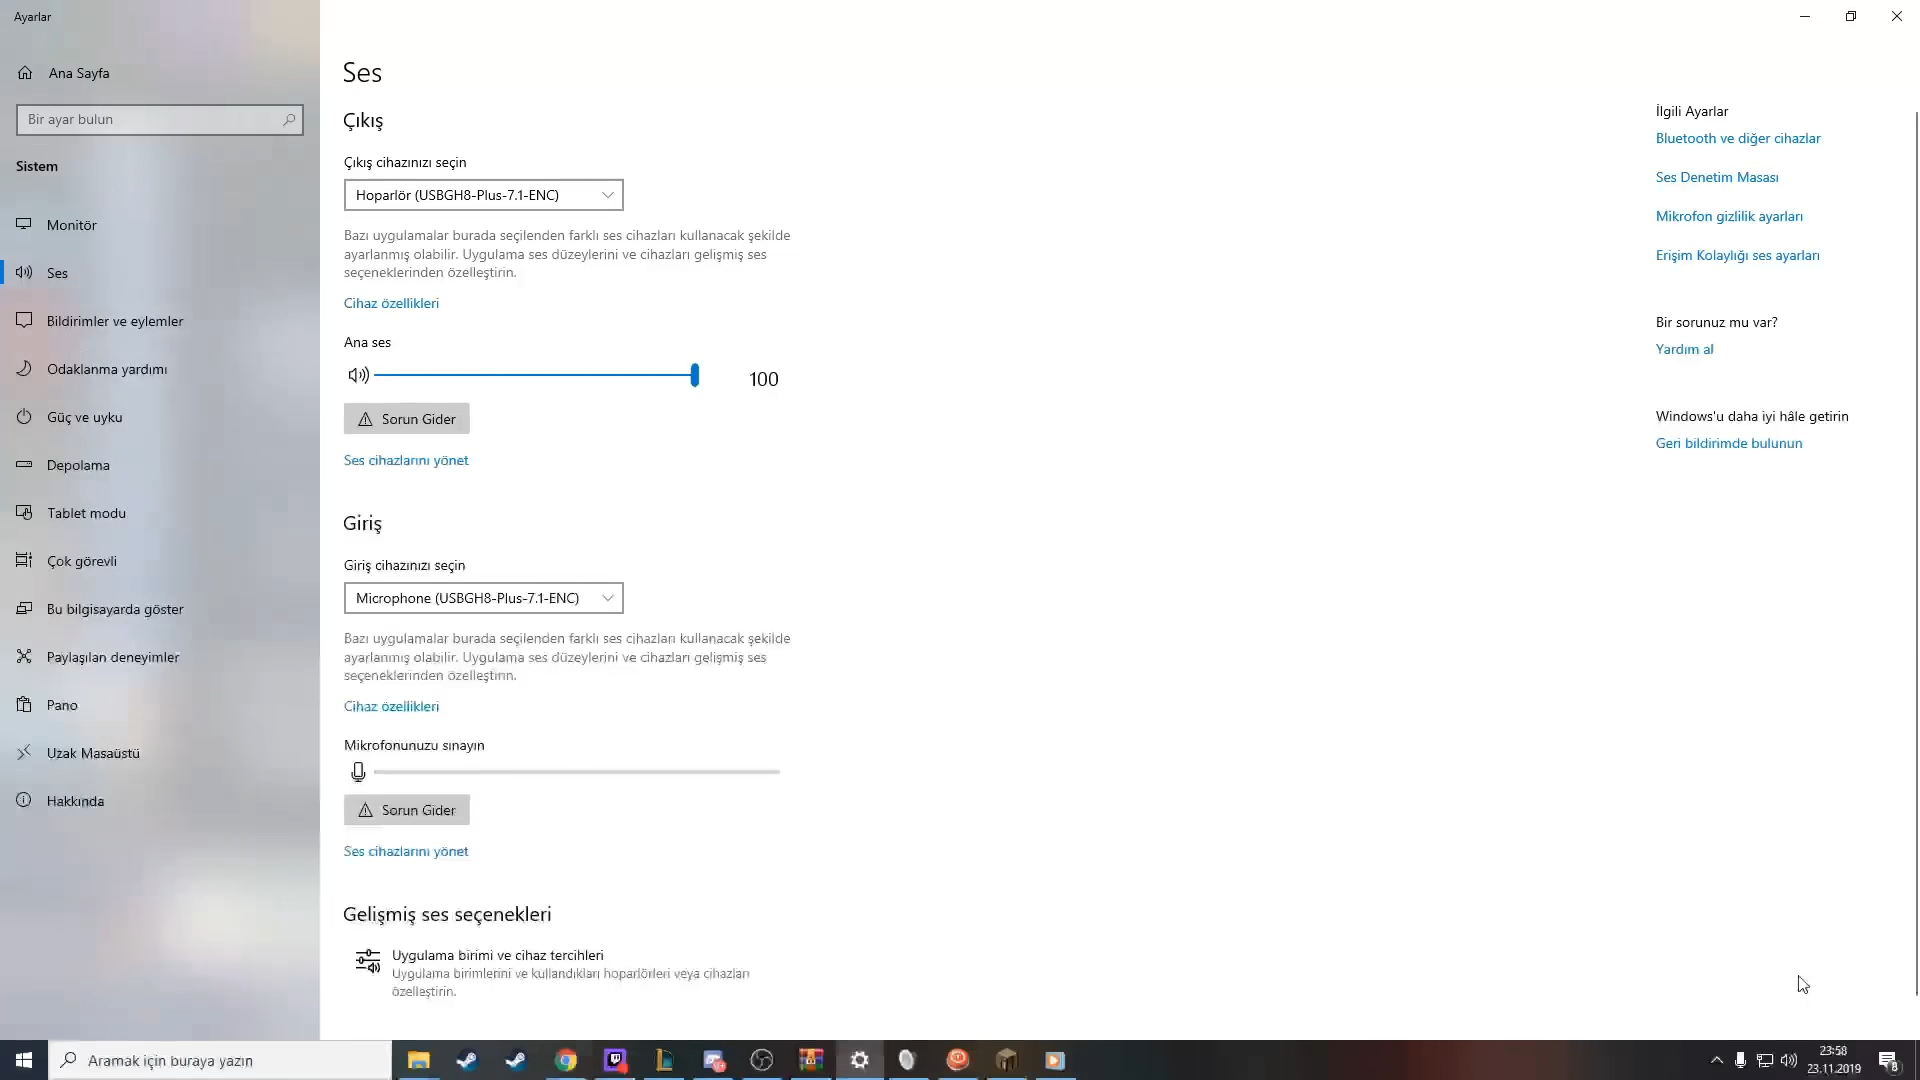 Ayarlar
Ana Sayfa
Bir ayar bulun
Sistem
Monitör
Ses
Bildirimler ve eylemler
Odaklanma yardımı
Güç ve uyku
Depolama
Tablet modu
Çok görevli
Bu bilgisayarda göster
Paylaşılan deneyimler
Pano
Uzak Masaüstü
Hakkında
Ses
Çıkış
Çıkış cihazınızı seçin
Hoparlör (USBGH8-Plus-7.1-ENC)
Bazı uygulamalar burada seçilenden farklı ses cihazları kullanacak şekilde
ayarlanmış olabilir. Uygulama ses düzeylerini ve cihazları gelişmiş ses
seçeneklerinden özelleştirin.
Cihaz özellikleri
Ana ses
100
Sorun Gider
Ses cihazlarını yönet
Giriş
Giriş cihazınızı seçin
Microphone (USBGH8-Plus-7.1-ENC)
Bazı uygulamalar burada seçilenden farklı ses cihazları kullanacak şekilde
ayarlanmış olabilir. Uygulama ses düzeylerini ve cihazları gelişmiş ses
seçeneklerinden özelleştirin.
Cihaz özellikleri
Mikrofonunuzu sınayın
Sorun Gider
Ses cihazlarını yönet
Gelişmiş ses seçenekleri
Uygulama birimi ve cihaz tercihleri
Uygulama birimlerini ve kullandıkları hoparlörleri veya cihazları
özelleştirin.
İlgili Ayarlar
Bluetooth ve diğer cihazlar
Ses Denetim Masası
Mikrofon gizlilik ayarları
Erişim Kolaylığı ses ayarları
Bir sorunuz mu var?
Yardım al
Windows'u daha iyi hâle getirin
Geri bildirimde bulunun
Aramak için buraya yazın
23:58
23.11.2019
8